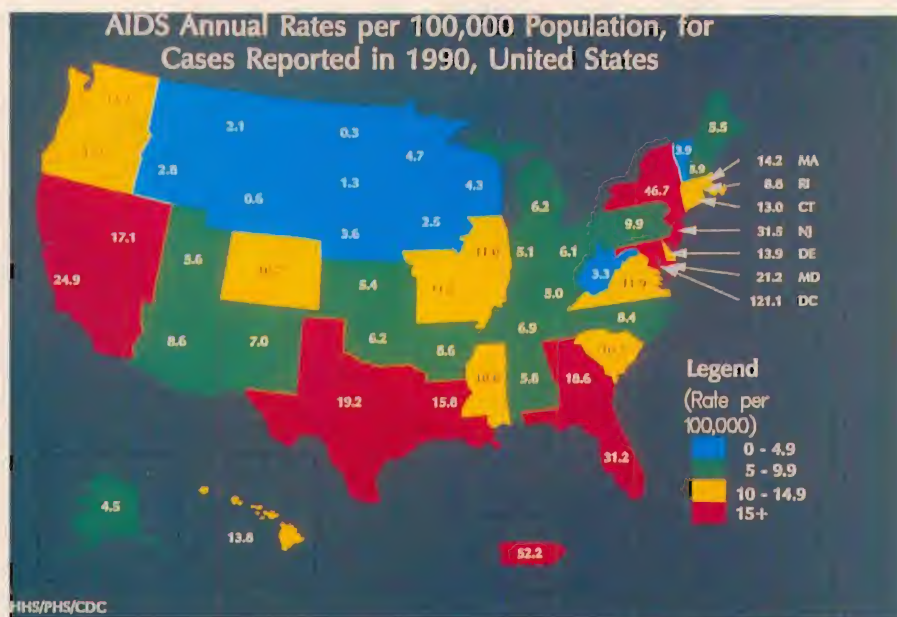 AIDS Annual Rates per 100,000 Population, for
Cases Reported in 1990, United States
2.1
0.3
5.5
2.8
4.7
3.9
5.9
14.2 MA
0.6
1.3
4.3
46.7
8.8 RI
6.2
13.0 CT
17.1
3.6
2.5
9.9
31.5 NJ
5.6
5.1
6.1
13.9 DE
24.9
5.4
3.3
21.2 MD
5.0
121.1 DC
8.6
7.0
6.2
6.9
8.4
8.6
Legend
(Rate per
100,000)
19.2
15.8
5.8
18.6
0 - 4.9
31.2
5 - 9.9
4.5
10 - 14.9
13.8
15+
52.2
HHS/PHS/CDC